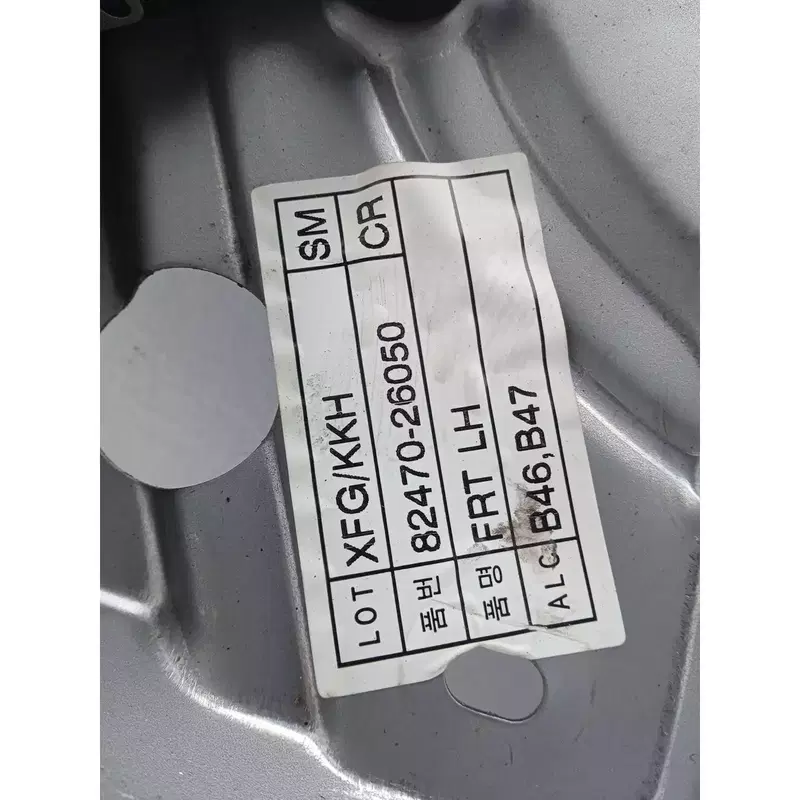 LOT XFG/KKH SM
품번 82470-26050 CR
품명 FRT LH
ALC B46,B47